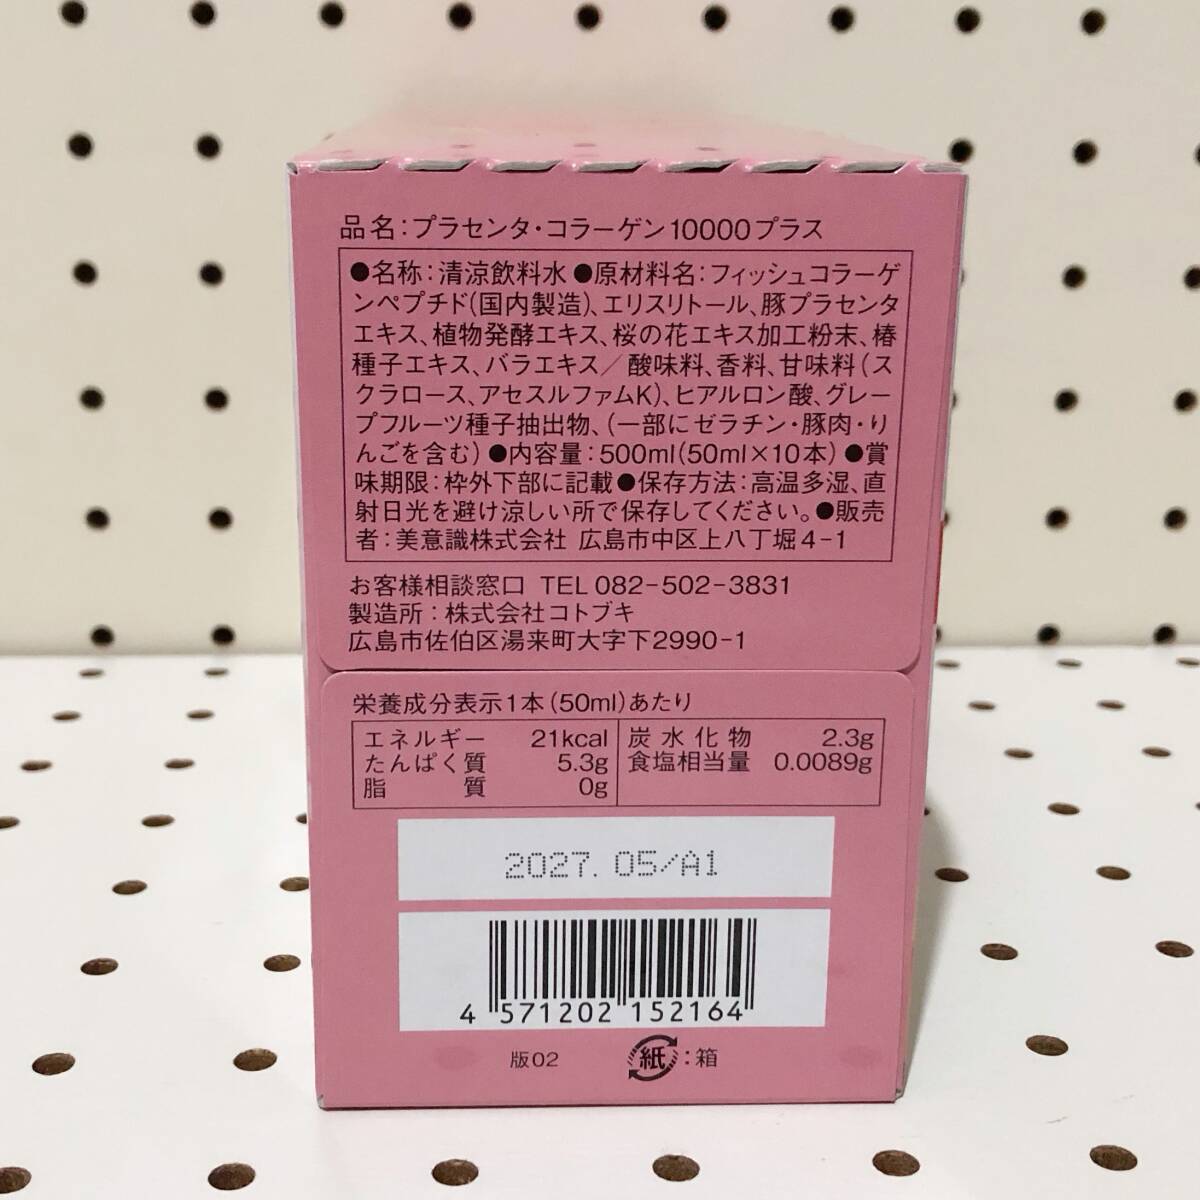 品名：プラセンタ・コラーゲン10000プラス
●名称：清涼飲料水●原材料名：フィッシュコラーゲ
ンペプチド(国内製造)、エリスリトール、豚プラセンタ
エキス、植物発酵エキス、桜の花エキス加工粉末、椿
種子エキス、バラエキス／酸味料、香料、甘味料（ス
クラロース、アセスルファムK）、ヒアルロン酸、グレー
プフルーツ種子抽出物、（一部にゼラチン・豚肉・り
んごを含む）●内容量：500ml(50ml×10本）●賞
味期限：枠外下部に記載●保存方法：高温多湿、直
射日光を避け涼しい所で保存してください。●販売
者：美意識株式会社 広島市中区上八丁堀4-1
お客様相談窓口 TEL 082-502-3831
製造所：株式会社コトブキ
広島市佐伯区湯来町大字下2990-1
栄養成分表示1本（50ml）あたり
エネルギー 21kcal 炭水化物 2.3g
たんぱく質 5.3g 食塩相当量 0.0089g
脂質 0g
2027. 05/A1
4 571202 152164
版02 紙：箱